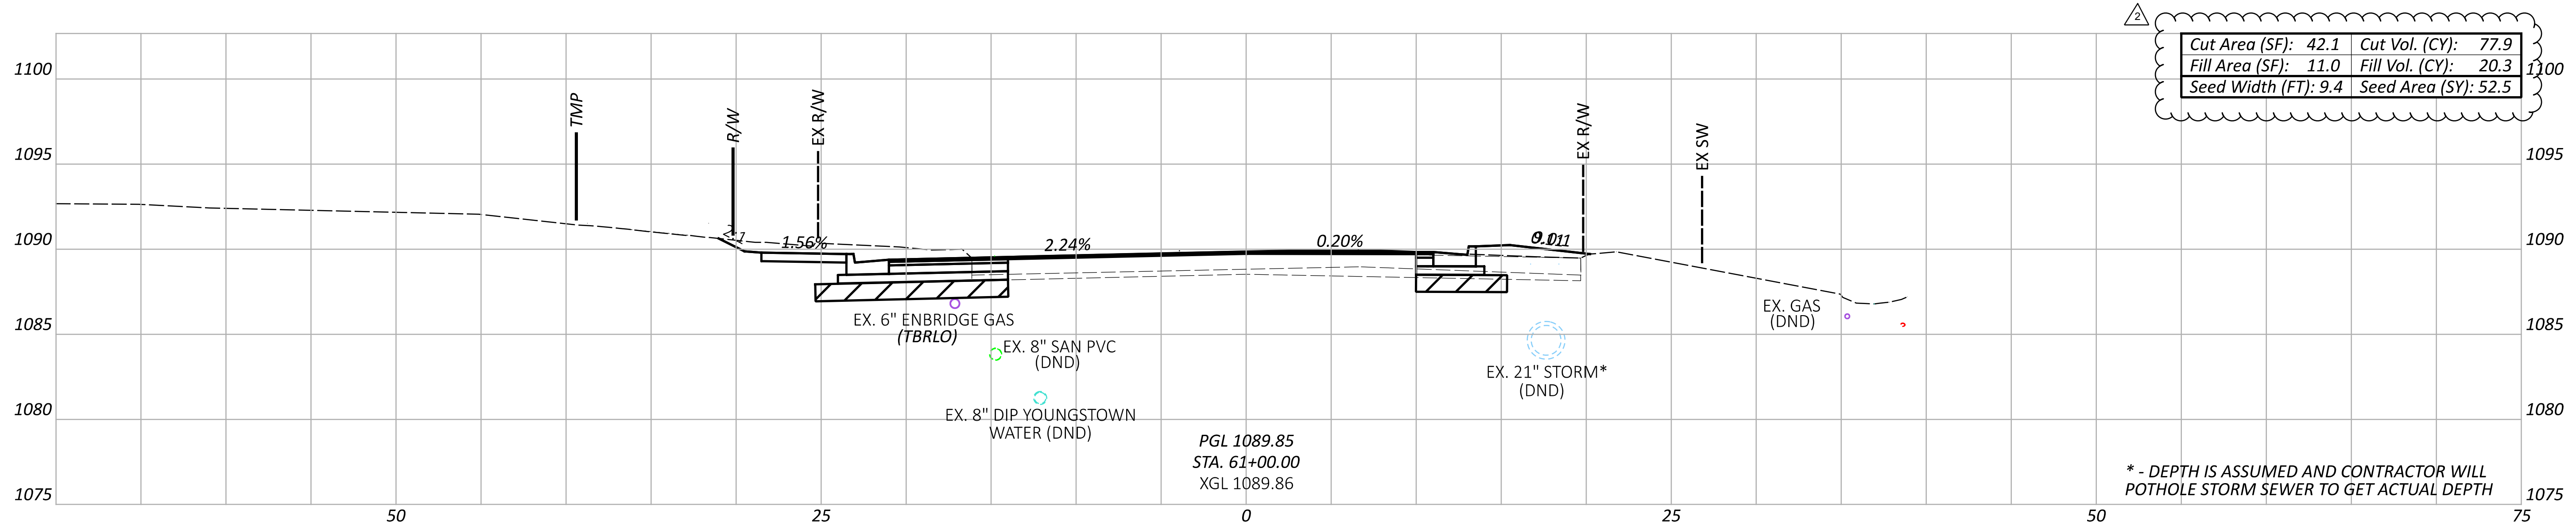 2
Cut Area (SF): 42.1 Cut Vol. (CY): 77.9
Fill Area (SF): 11.0 Fill Vol. (CY): 20.3
Seed Width (FT): 9.4 Seed Area (SY): 52.5
1100 1100
TMP
R/W
EX R/W
EX R/W
EX SW
1095 1095
1090 1090
1.56%
2.24%
0.20%
EX. GAS
(DND)
1085 1085
EX. 6" ENBRIDGE GAS
(TBRLO)
EX. 8" SAN PVC
(DND)
EX. 21" STORM*
(DND)
1080 1080
EX. 8" DIP YOUNGSTOWN
WATER (DND)
PGL 1089.85
STA. 61+00.00
XGL 1089.86
* - DEPTH IS ASSUMED AND CONTRACTOR WILL
POTHOLE STORM SEWER TO GET ACTUAL DEPTH
1075 1075
50 25 0 25 50 75